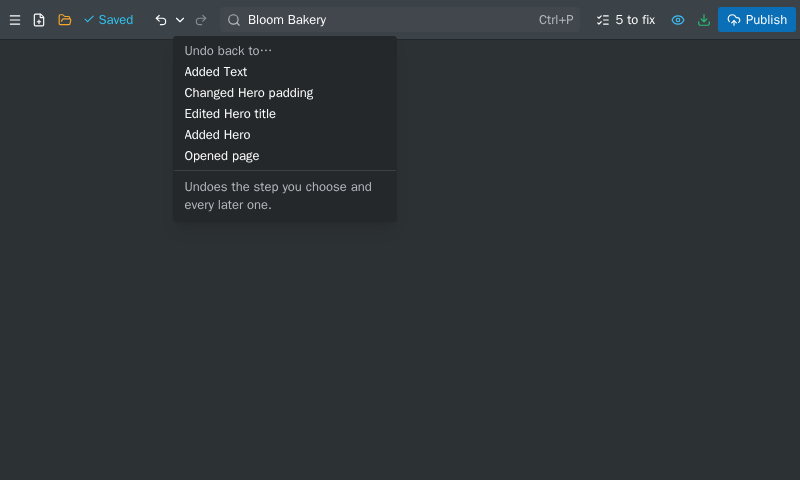 Saved
Bloom Bakery
Ctrl+P
5 to fix
Publish
Undo back to…
Added Text
Changed Hero padding
Edited Hero title
Added Hero
Opened page
Undoes the step you choose and
every later one.